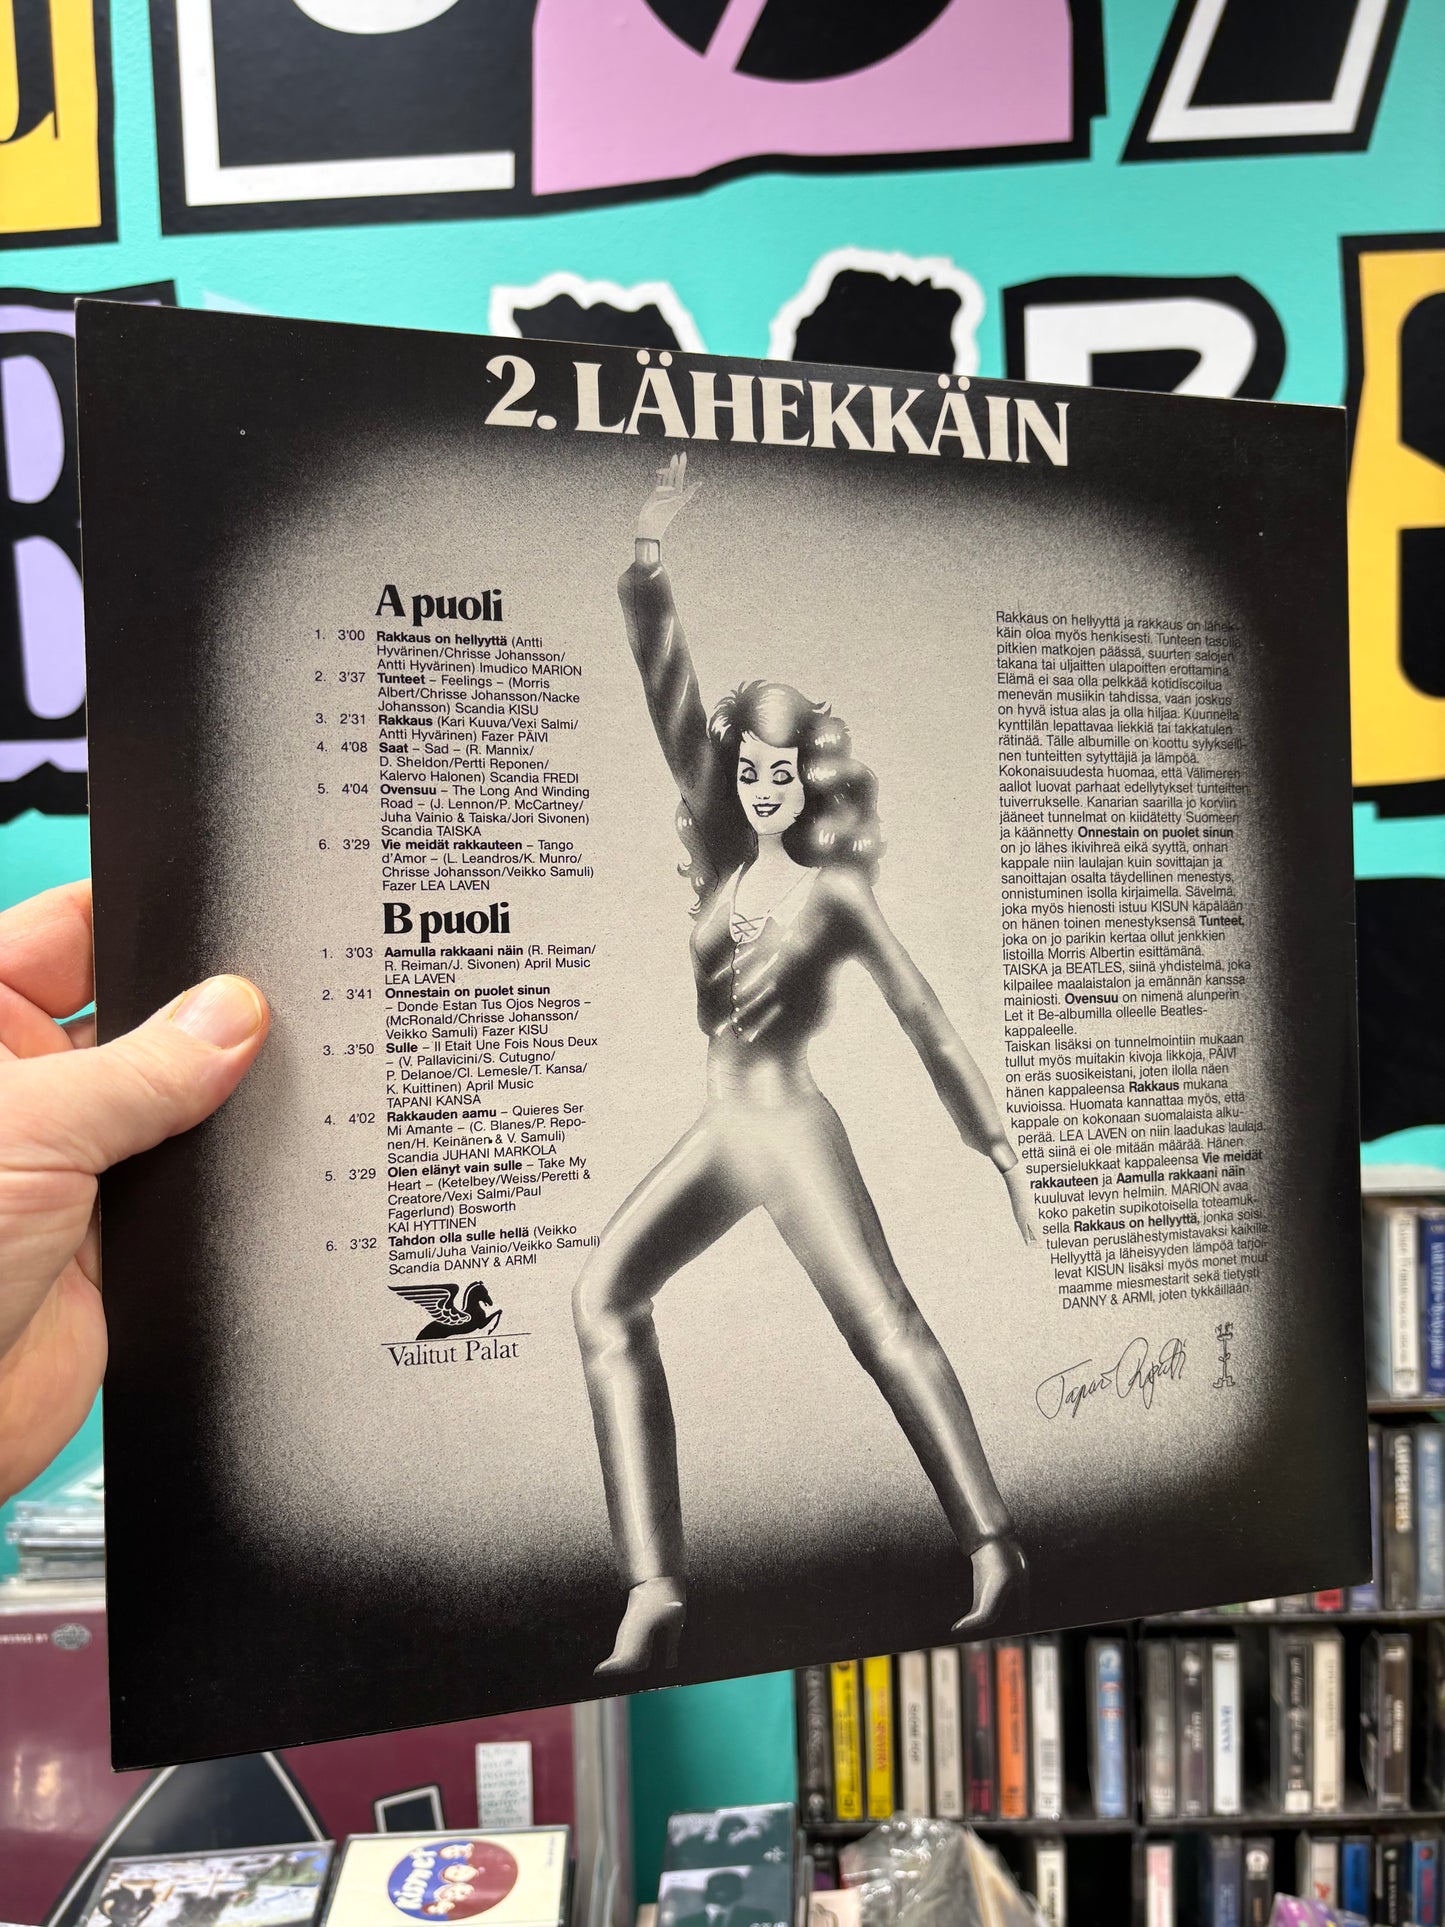 2. LÄHEKKÄIN
A puoli
1. 3'00 Rakkaus on hellyyttä (Antti
Hyvärinen/Chrisse Johansson/
Antti Hyvärinen) Imudico MARION
2. 3'37 Tunteet – Feelings – (Morris
Albert/Chrisse Johansson/Nacke
Johansson) Scandia KISU
3. 2'31 Rakkaus (Kari Kuuva/Vexi Salmi/
Antti Hyvärinen) Fazer PÄIVI
4. 4'08 Saat – Sad – (R. Mannix/
D. Sheldon/Pertti Reponen/
Kalervo Halonen) Scandia FREDI
5. 4'04 Ovensuu – The Long And Winding
Road – (J. Lennon/P. McCartney/
Juha Vainio & Taiska/Jori Sivonen)
Scandia TAISKA
6. 3'29 Vie meidät rakkauteen – Tango
d'Amor – (L. Leandros/K. Munro/
Chrisse Johansson/Veikko Samuli)
Fazer LEA LAVEN
B puoli
1. 3'03 Aamulla rakkaani näin (R. Reiman/
R. Reiman/J. Sivonen) April Music
LEA LAVEN
2. 3'41 Onnestain on puolet sinun
– Donde Estan Tus Ojos Negros –
(McRonald/Chrisse Johansson/
Veikko Samuli) Fazer KISU
3. .3'50 Sulle – Il Etait Une Fois Nous Deux
– (V. Pallavicini/S. Cutugno/
P. Delanoe/Cl. Lemesle/T. Kansa/
K. Kuittinen) April Music
TAPANI KANSA
4. 4'02 Rakkauden aamu – Quieres Ser
Mi Amante – (C. Blanes/P. Repo-
nen/H. Keinänen & V. Samuli)
Scandia JUHANI MARKOLA
5. 3'29 Olen elänyt vain sulle – Take My
Heart – (Ketelbey/Weiss/Peretti &
Creatore/Vexi Salmi/Paul
Fagerlund) Bosworth
KAI HYTTINEN
6. 3'32 Tahdon olla sulle hellä (Veikko
Samuli/Juha Vainio/Veikko Samuli)
Scandia DANNY & ARMI
Valitut Palat
Rakkaus on hellyyttä ja rakkaus on lähek-
käin oloa myös henkisesti. Tunteen tasolla
pitkien matkojen päässä, suurten salojen
takana tai uljaitten ulapoitten erottamina.
Elämä ei saa olla pelkkää kotidiscoilua
menevän musiikin tahdissa, vaan joskus
on hyvä istua alas ja olla hiljaa. Kuunnella
kynttilän lepattavaa liekkiä tai takkatulen
rätinää. Tälle albumille on koottu sylyksel-
nen tunteitten sytyttäjiä ja lämpöä.
Kokonaisuudesta huomaa, että Välimeren
aallot luovat parhaat edellytykset tunteitten
tuiverrukselle. Kanarian saarilla jo korviin
jääneet tunnelmat on kiidätetty Suomeen
ja käännetty Onnestain on puolet sinun
on jo lähes ikivihreä eikä syyttä, onhan
kappale niin laulajan kuin sovittajan ja
sanoittajan osalta täydellinen menestys,
onnistuminen isolla kirjaimella. Sävelmä,
joka myös hienosti istuu KISUN käpälään
on hänen toinen menestyksensä Tunteet,
joka on jo parikin kertaa ollut jenkkien
listoilla Morris Albertin esittämänä.
TAISKA ja BEATLES, siinä yhdistelmä, joka
kilpailee maalaistalon ja emännän kanssa
mainiosti. Ovensuu on nimenä alunperin
Let it Be-albumilla olleelle Beatles-
kappaleelle.
Taiskan lisäksi on tunnelmointiin mukaan
tullut myös muitakin kivoja likkoja, PÄIVI
on eräs suosikeistani, joten ilolla näen
hänen kappaleensa Rakkaus mukana
kuvioissa. Huomata kannattaa myös, että
kappale on kokonaan suomalaista alku-
perää. LEA LAVEN on niin laadukas laulaja,
että siinä ei ole mitään määrää. Hänen
supersielukkaat kappaleensa Vie meidät
rakkauteen ja Aamulla rakkaani näin
kuuluvat levyn helmiin. MARION avaa
koko paketin supikotoisella toteamuk-
sella Rakkaus on hellyyttä, jonka soisi
tulevan peruslähestymistavaksi kaikille.
Hellyyttä ja läheisyyden lämpöä tarjoi-
levat KISUN lisäksi myös monet muut
maamme miesmestarit sekä tietysti
DANNY & ARMI, joten tykkäillään.